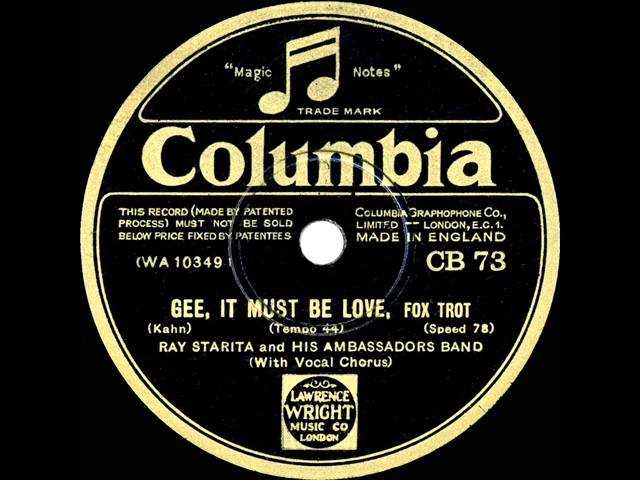 "Magic Notes"
TRADE MARK
Columbia
THIS RECORD (MADE BY PATENTED
PROCESS) MUST NOT BE SOLD
BELOW PRICE FIXED BY PATENTEES
COLUMBIA GRAPHOPHONE CO.,
LIMITED — LONDON, E.C.1.
MADE IN ENGLAND
(WA 10349)
CB 73
GEE, IT MUST BE LOVE, FOX TROT
(Kahn) (Tempo 44) (Speed 78)
RAY STARITA and HIS AMBASSADORS BAND
(With Vocal Chorus)
LAWRENCE
WRIGHT
MUSIC CO
LONDON